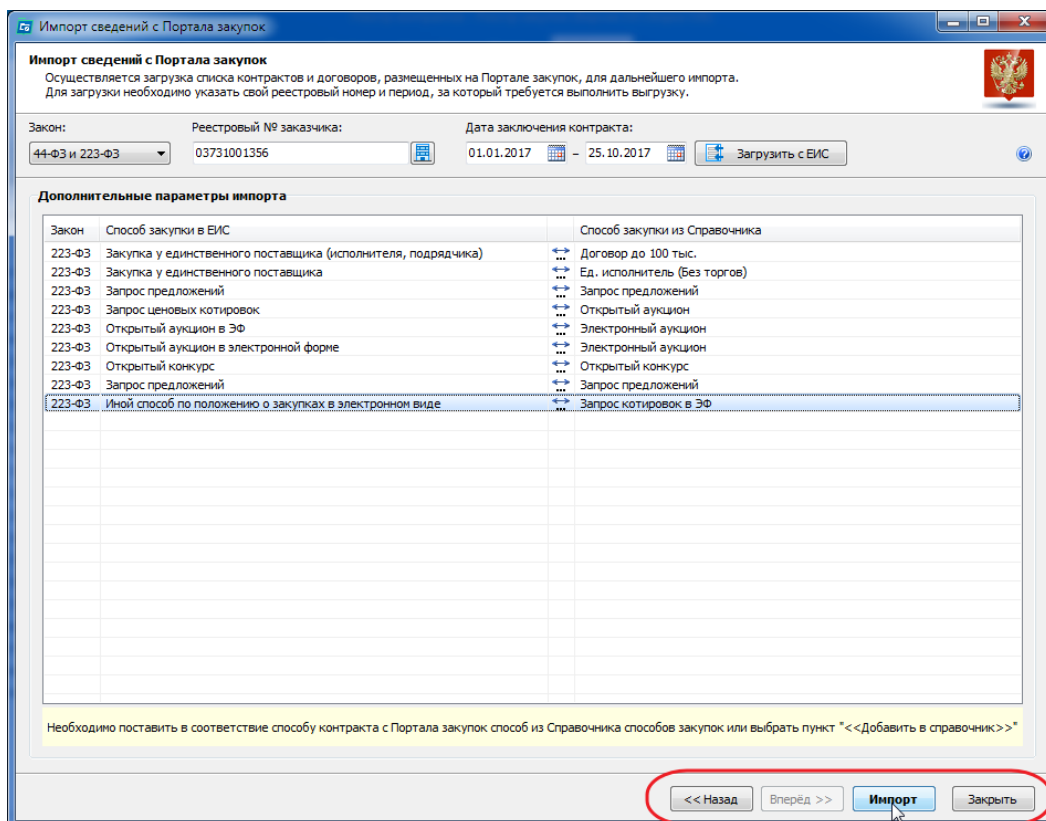 Импорт сведений с Портала закупок
Импорт сведений с Портала закупок
Осуществляется загрузка списка контрактов и договоров, размещенных на Портале закупок, для дальнейшего импорта.
Для загрузки необходимо указать свой реестровый номер и период, за который требуется выполнить выгрузку.
Закон: Реестровый № заказчика: Дата заключения контракта:
44-ФЗ и 223-ФЗ 03731001356 01.01.2017 – 25.10.2017 Загрузить с ЕИС
Дополнительные параметры импорта
Закон Способ закупки в ЕИС Способ закупки из Справочника
223-ФЗ Закупка у единственного поставщика (исполнителя, подрядчика) ... Договор до 100 тыс.
223-ФЗ Закупка у единственного поставщика ... Ед. исполнитель (Без торгов)
223-ФЗ Запрос предложений ... Запрос предложений
223-ФЗ Запрос ценовых котировок ... Открытый аукцион
223-ФЗ Открытый аукцион в ЭФ ... Электронный аукцион
223-ФЗ Открытый аукцион в электронной форме ... Электронный аукцион
223-ФЗ Открытый конкурс ... Открытый конкурс
223-ФЗ Запрос предложений ... Запрос предложений
223-ФЗ Иной способ по положению о закупках в электронном виде ... Запрос котировок в ЭФ
Необходимо поставить в соответствие способу контракта с Портала закупок способ из Справочника способов закупок или выбрать пункт "<<Добавить в справочник>>"
<< Назад Вперёд >> Импорт Закрыть